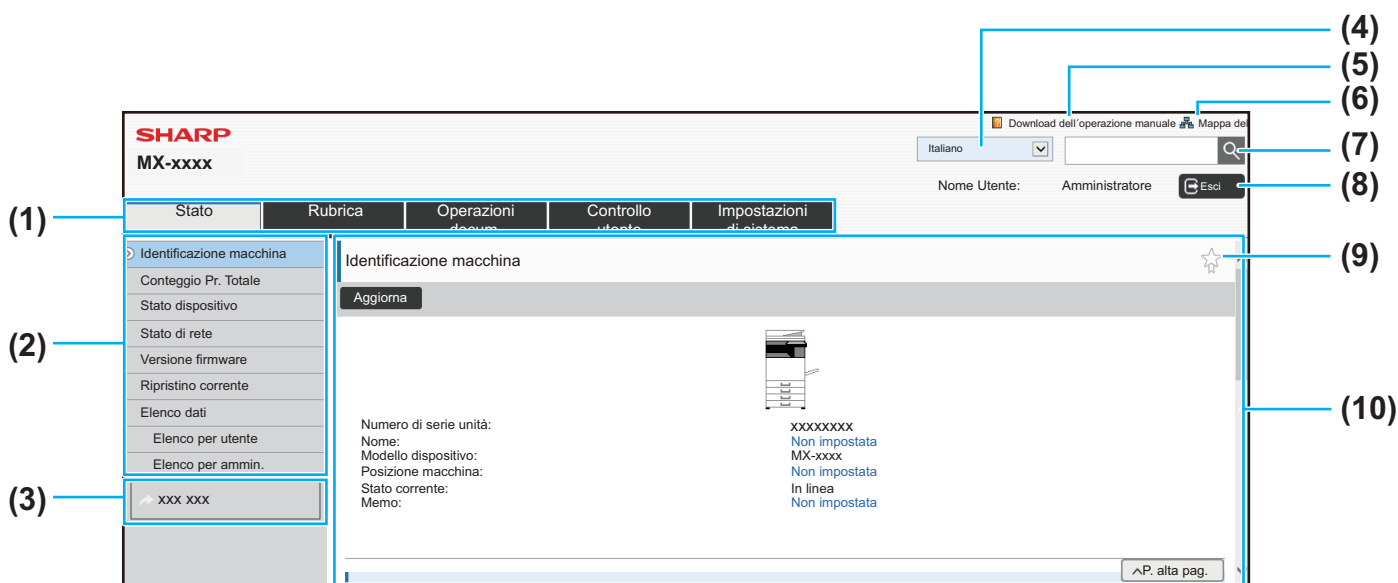 (4)
(5)
(6)
Download dell´operazione manuale Mappa del
SHARP
Italiano
(7)
MX-xxxx
Nome Utente: Amministratore Esci
(8)
(1)
Stato Rubrica Operazioni docum. Controllo utente Impostazioni di sistema
Identificazione macchina
Identificazione macchina
(9)
Conteggio Pr. Totale
Aggiorna
Stato dispositivo
Stato di rete
(2)
Versione firmware
Ripristino corrente
Elenco dati
(10)
Elenco per utente
Elenco per ammin.
Numero di serie unità: xxxxxxxx
Nome: Non impostata
Modello dispositivo: MX-xxxx
Posizione macchina: Non impostata
Stato corrente: In linea
Memo: Non impostata
(3)
xxx xxx
P. alta pag.